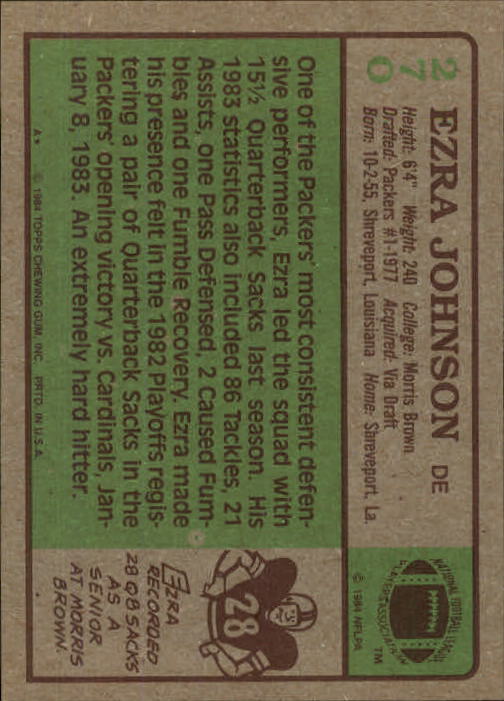 270
EZRA JOHNSON DE
Height: 6'4" Weight: 240 College: Morris Brown
Drafted: Packers #1-1977 Acquired: Via Draft
Born: 10-2-55, Shreveport, Louisiana Home: Shreveport, La.
NATIONAL FOOTBALL LEAGUE
PLAYERS ASSOCIATION
TM
© 1984 NFLPA
One of the Packers' most consistent defen-
sive performers, Ezra led the squad with
15½ Quarterback Sacks last season. His
1983 statistics also included 86 Tackles, 21
Assists, one Pass Defensed, 2 Caused Fum-
bles and one Fumble Recovery. Ezra made
his presence felt in the 1982 Playoffs regis-
tering a pair of Quarterback Sacks in the
Packers opening victory vs. Cardinals, Jan-
uary 8, 1983. An extremely hard hitter.
28
EZRA
RECORDED
28 QB SACKS
AS A
SENIOR
AT MORRIS
BROWN.
A* © 1984 TOPPS CHEWING GUM, INC. PRTD. IN U.S.A.